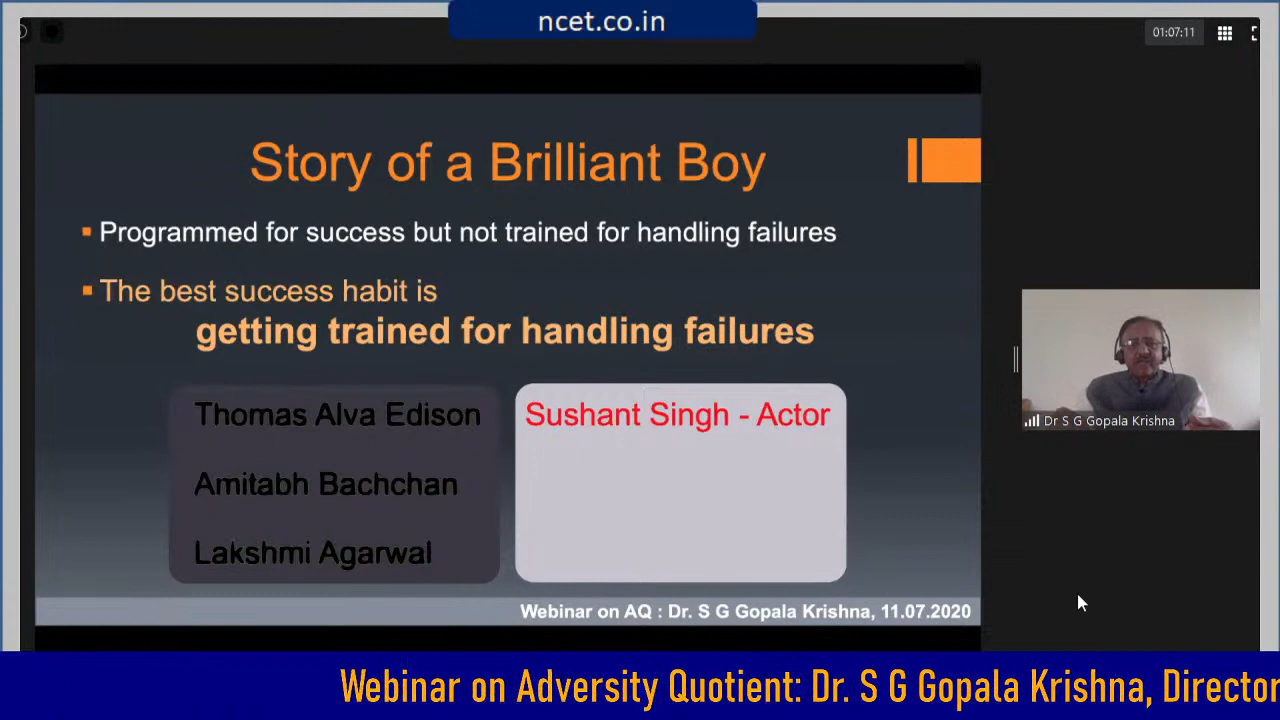 ncet.co.in
01:07:11
Story of a Brilliant Boy
Programmed for success but not trained for handling failures
The best success habit is
getting trained for handling failures
Thomas Alva Edison
Amitabh Bachchan
Lakshmi Agarwal
Sushant Singh - Actor
Dr S G Gopala Krishna
Webinar on AQ : Dr. S G Gopala Krishna, 11.07.2020
Webinar on Adversity Quotient: Dr. S G Gopala Krishna, Director